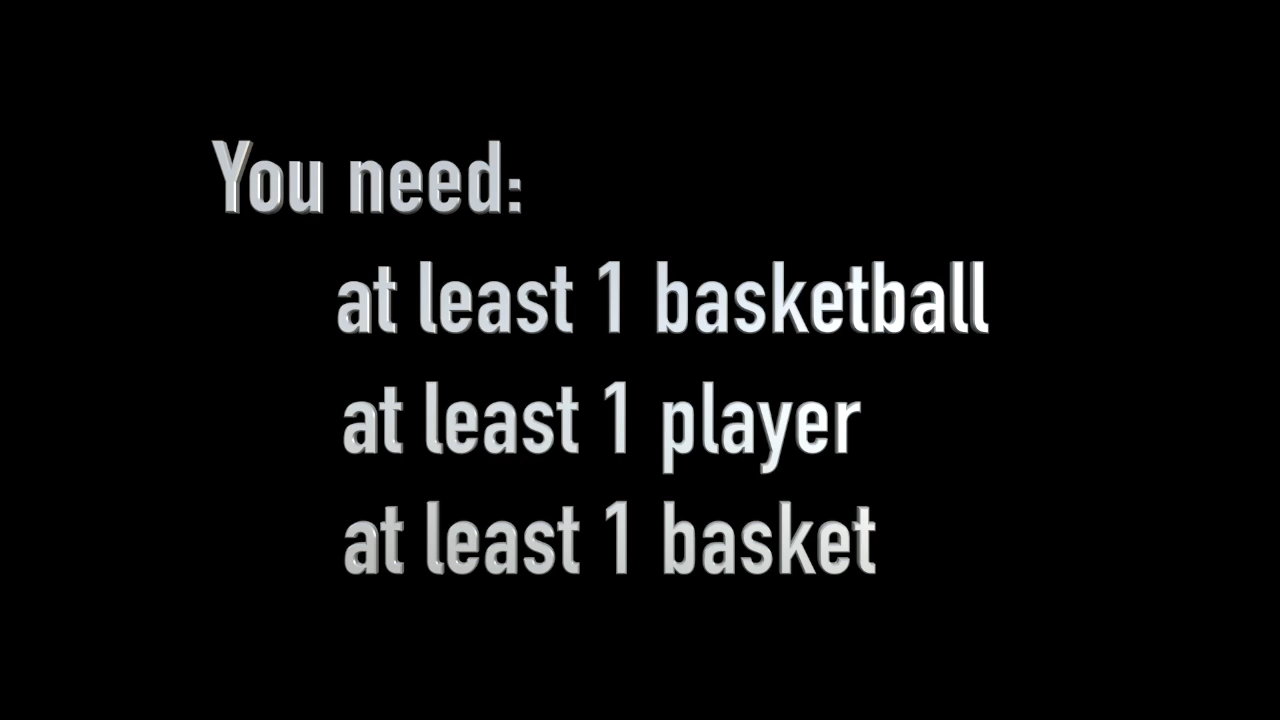 You need:
at least 1 basketball
at least 1 player
at least 1 basket